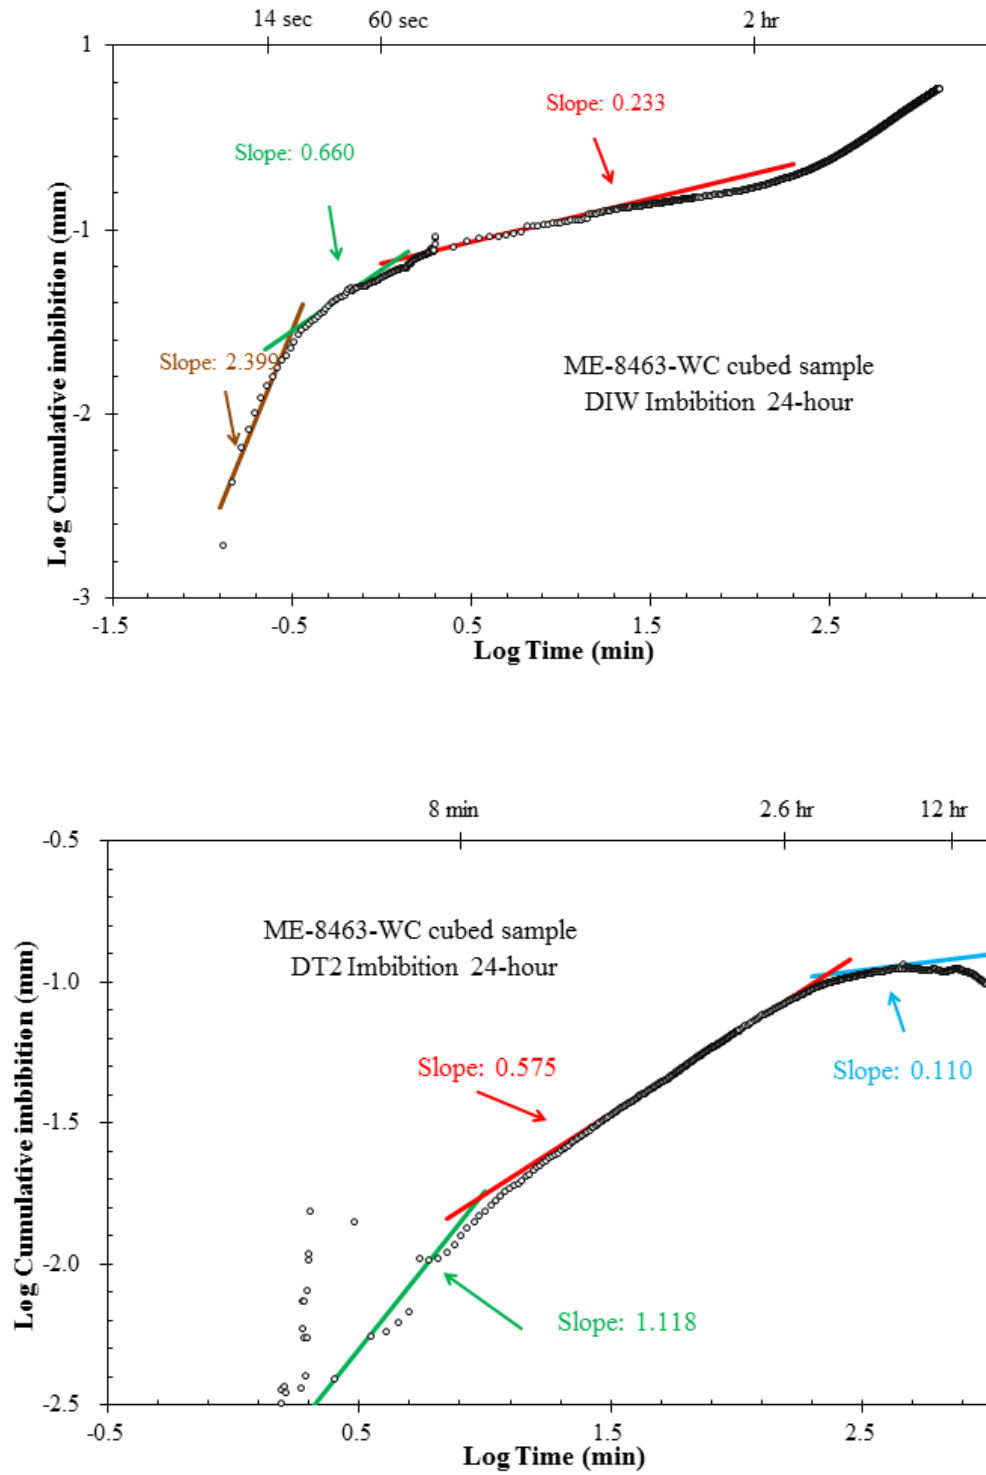 14 sec 60 sec 2 hr
1
Slope: 0.233
Slope: 0.660
-1
Slope: 2.399
ME-8463-WC cubed sample
DIW Imbibition 24-hour
-2
-3
Log Cumulative imbibition (mm)
-1.5 -0.5 0.5 1.5 2.5
Log Time (min)
8 min 2.6 hr 12 hr
-0.5
ME-8463-WC cubed sample
DT2 Imbibition 24-hour
-1.0
Slope: 0.575
Slope: 0.110
-1.5
-2.0
Slope: 1.118
-2.5
Log Cumulative imbibition (mm)
-0.5 0.5 1.5 2.5
Log Time (min)